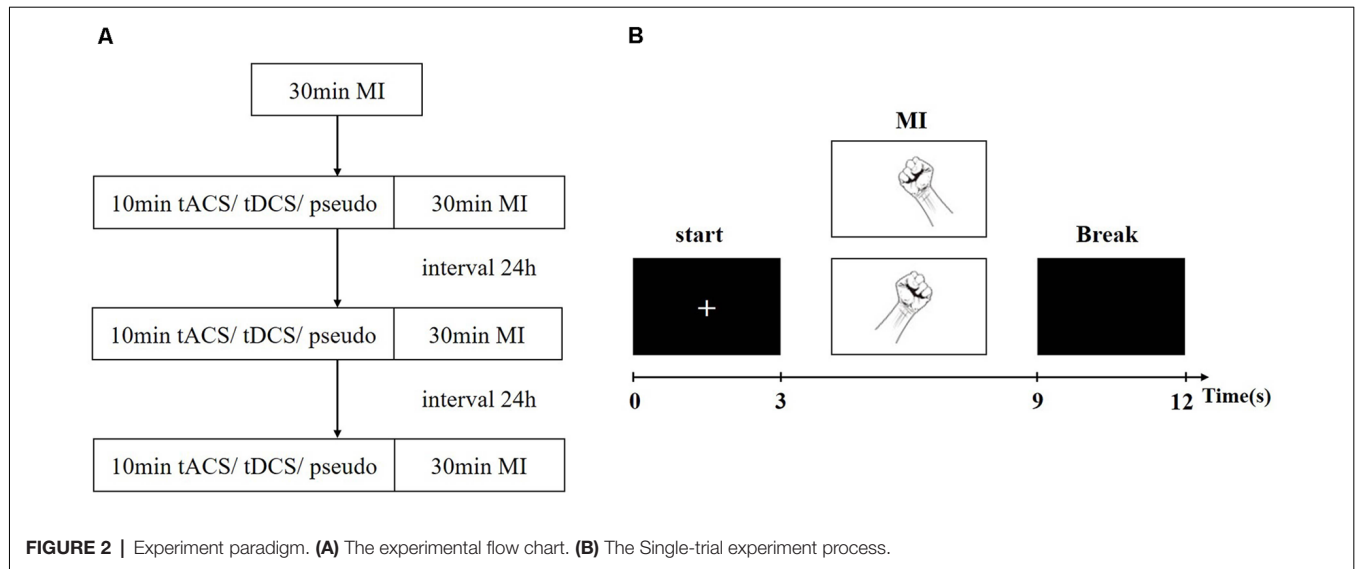 A
30min MI
10min tACS/ tDCS/ pseudo 30min MI
interval 24h
10min tACS/ tDCS/ pseudo 30min MI
interval 24h
10min tACS/ tDCS/ pseudo 30min MI
B
MI
start
Break
0 3 9 12 Time(s)
FIGURE 2 | Experiment paradigm. (A) The experimental flow chart. (B) The Single-trial experiment process.